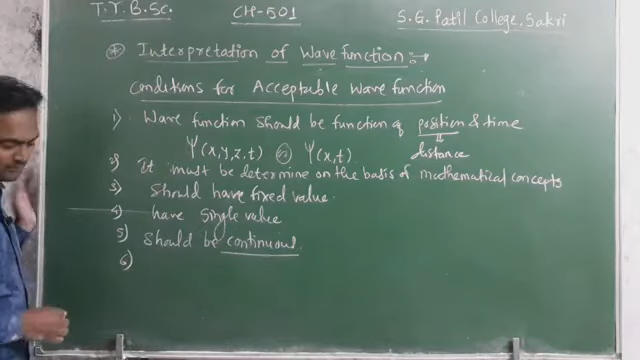 T.Y.B.Sc. CH-501 S.G. Patil College, Sakri
Interpretation of Wave function :→
Conditions for Acceptable Wave function
1) Wave function should be function of position & time
Ψ(x,y,z,t) Ψ(x,t) distance
2) It must be determine on the basis of mathematical concepts
3) Should have fixed value.
4) have single value
5) Should be continuous.
6)